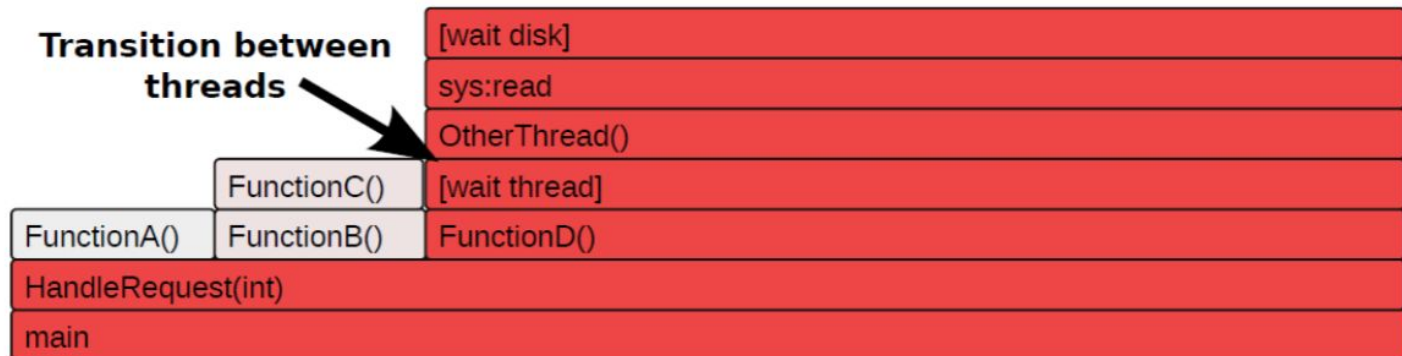 Transition between
threads
[wait disk]
sys:read
OtherThread()
FunctionC()
[wait thread]
FunctionA()
FunctionB()
FunctionD()
HandleRequest(int)
main